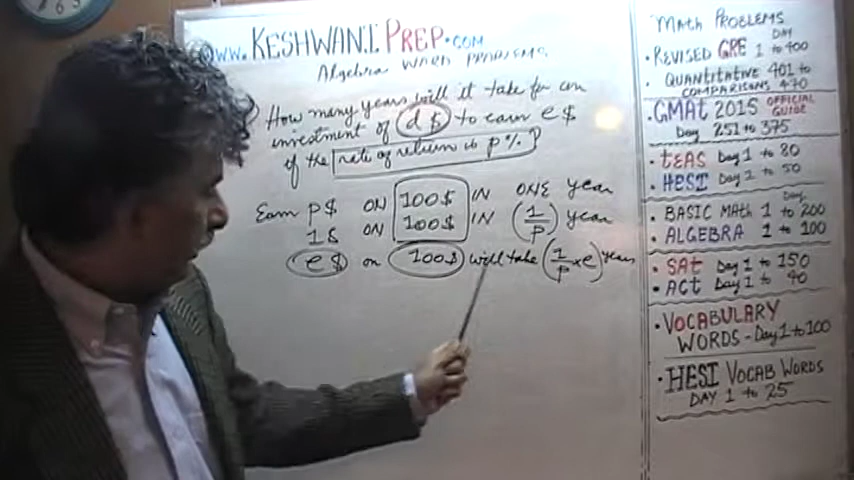 www.KESHWANIPREP.COM
Algebra WORD PROBLEMS
How many years will it take for an
investment of d $ to earn e $
if the rate of return is p% ?
Earn p$ ON 100$ IN ONE year
1$ ON 100$ IN (1/p) year
e $ on 100$ will take (1/p × e) years
MATH PROBLEMS
DAY
• REVISED GRE 1 to 400
• QUANTITATIVE 401 to
COMPARISONS 470
• GMAT 2015 OFFICIAL GUIDE
Day 251 to 375
• TEAS Day 1 to 80
• HESI Day 1 to 50
Day
• BASIC MATH 1 to 200
• ALGEBRA 1 to 100
• SAT Day 1 to 150
• ACT Day 1 to 90
• VOCABULARY
WORDS - Day 1 to 100
• HESI VOCAB WORDS
DAY 1 to 25